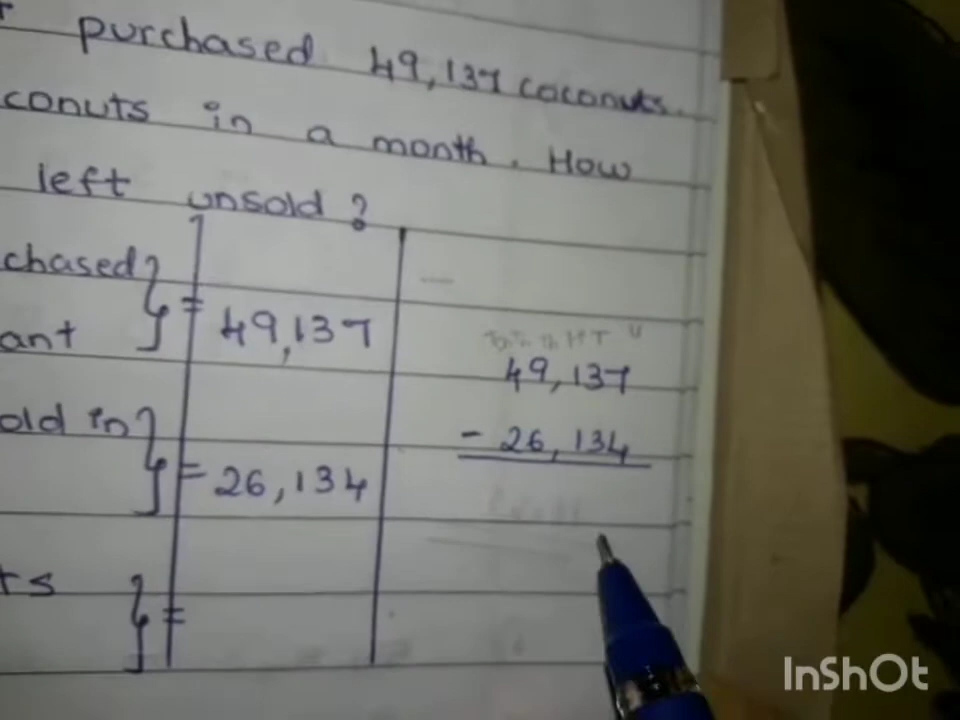 purchased 49,137 coconuts.
conuts in a month. How
left unsold ?
chased } = 49,137
ant
Th H T U
49,137
- 26,134
old in } = 26,134
ts } =
InShOt